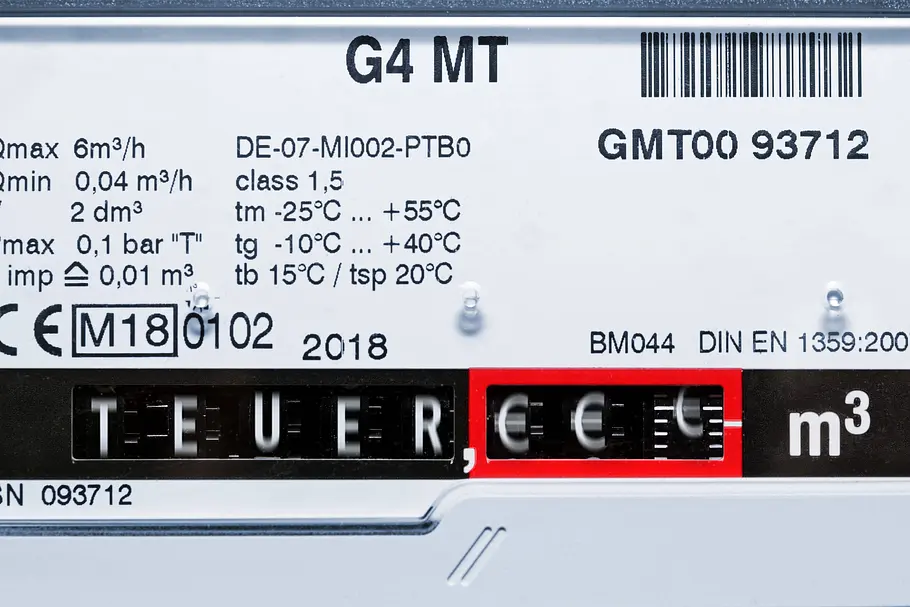 G4 MT
GMT00 93712
Qmax 6m³/h
Qmin 0,04 m³/h
2 dm³
max 0,1 bar "T"
imp ≙ 0,01 m³
DE-07-MI002-PTB0
class 1,5
tm -25°C ... +55°C
tg -10°C ... +40°C
tb 15°C / tsp 20°C
CE M18 0102 2018
BM044 DIN EN 1359:200
TEUER,€€€ m³
SN 093712